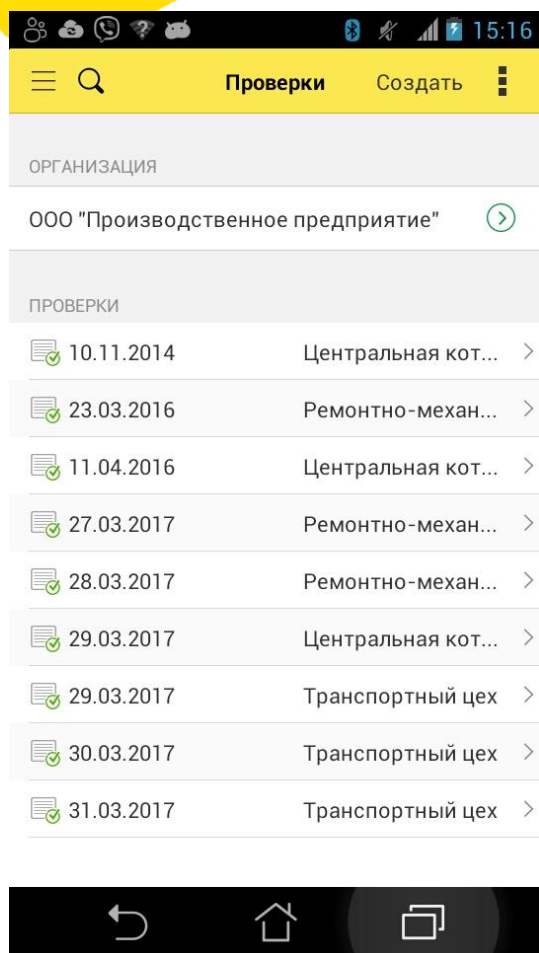 15:16
Проверки Создать
ОРГАНИЗАЦИЯ
ООО "Производственное предприятие"
ПРОВЕРКИ
10.11.2014 Центральная кот...
23.03.2016 Ремонтно-механ...
11.04.2016 Центральная кот...
27.03.2017 Ремонтно-механ...
28.03.2017 Ремонтно-механ...
29.03.2017 Центральная кот...
29.03.2017 Транспортный цех
30.03.2017 Транспортный цех
31.03.2017 Транспортный цех